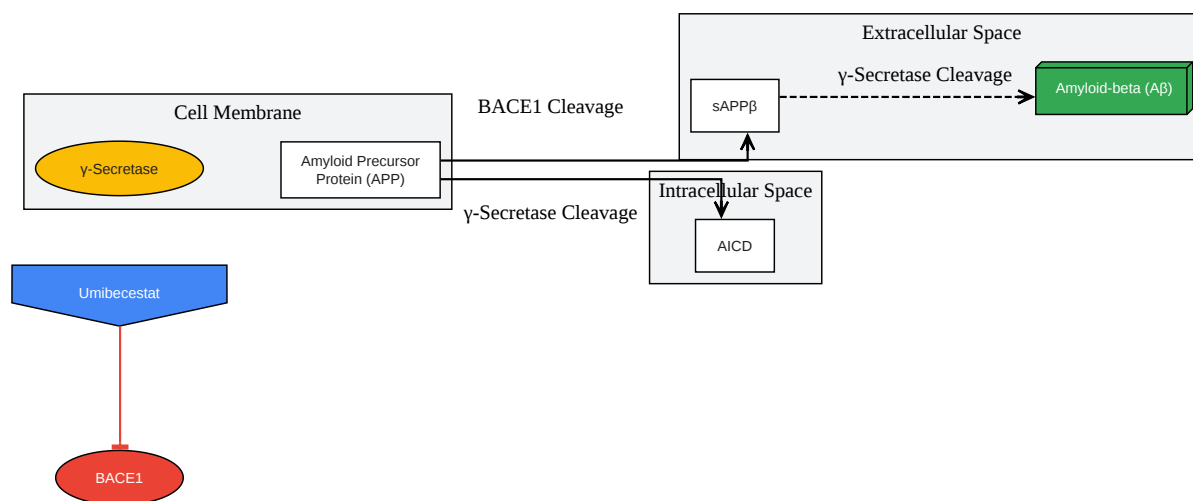 Extracellular Space
γ-Secretase Cleavage
Amyloid-beta (Aβ)
sAPPβ
BACE1 Cleavage
Cell Membrane
γ-Secretase
Amyloid Precursor
Protein (APP)
γ-Secretase Cleavage
Intracellular Space
AICD
Umibecestat
BACE1